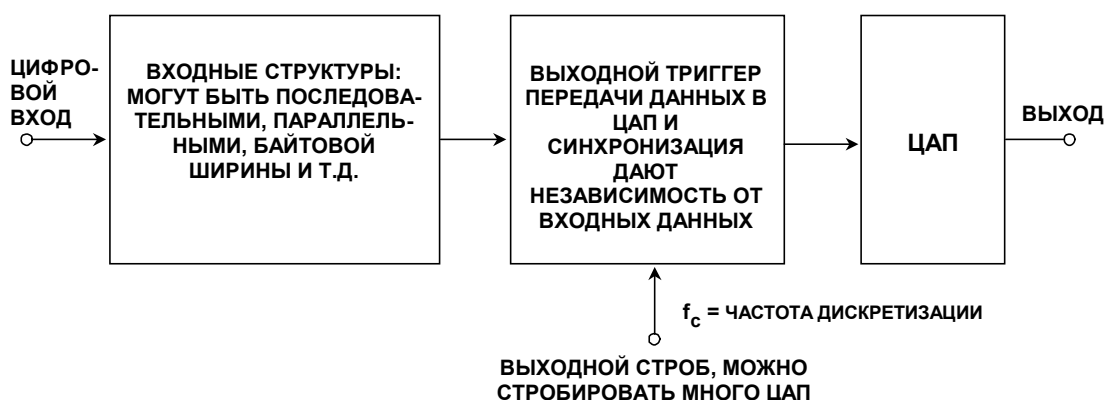 ЦИФРО-
ВОЙ
ВХОД
ВХОДНЫЕ СТРУКТУРЫ:
МОГУТ БЫТЬ ПОСЛЕДОВА-
ТЕЛЬНЫМИ, ПАРАЛЛЕЛЬ-
НЫМИ, БАЙТОВОЙ
ШИРИНЫ И Т.Д.
ВЫХОДНОЙ ТРИГГЕР
ПЕРЕДАЧИ ДАННЫХ В
ЦАП И
СИНХРОНИЗАЦИЯ
ДАЮТ
НЕЗАВИСИМОСТЬ ОТ
ВХОДНЫХ ДАННЫХ
ЦАП
ВЫХОД
fc = ЧАСТОТА ДИСКРЕТИЗАЦИИ
ВЫХОДНОЙ СТРОБ, МОЖНО
СТРОБИРОВАТЬ МНОГО ЦАП